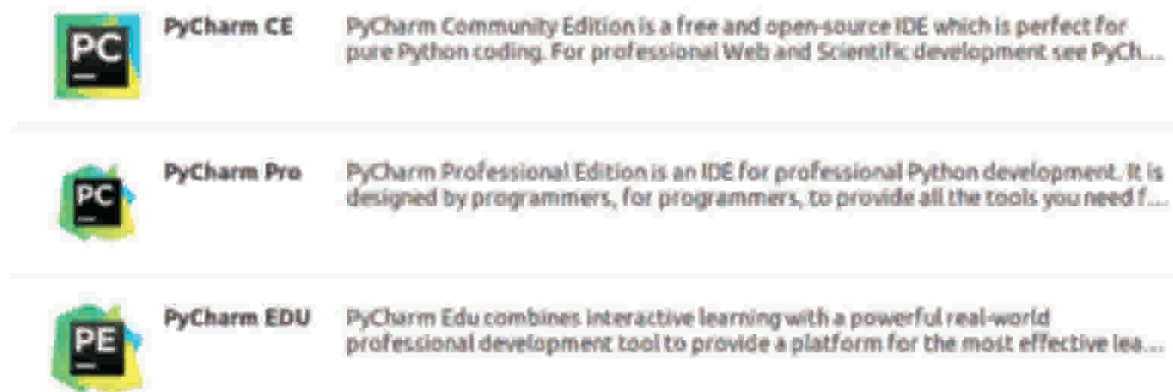 PC
PyCharm CE
PyCharm Community Edition is a free and open-source IDE which is perfect for
pure Python coding. For professional Web and Scientific development see PyCh...
PC
PyCharm Pro
PyCharm Professional Edition is an IDE for professional Python development. It is
designed by programmers, for programmers, to provide all the tools you need f...
PE
PyCharm EDU
PyCharm Edu combines interactive learning with a powerful real-world
professional development tool to provide a platform for the most effective lea...